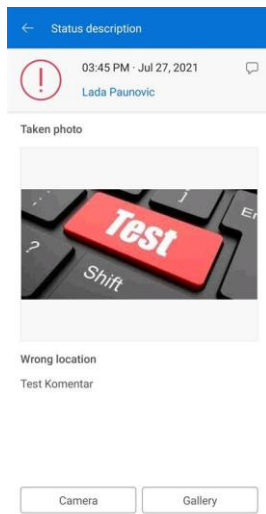 Status description
03:45 PM · Jul 27, 2021
Lada Paunovic
Taken photo
Test
?
Shift
Wrong location
Test Komentar
Camera
Gallery